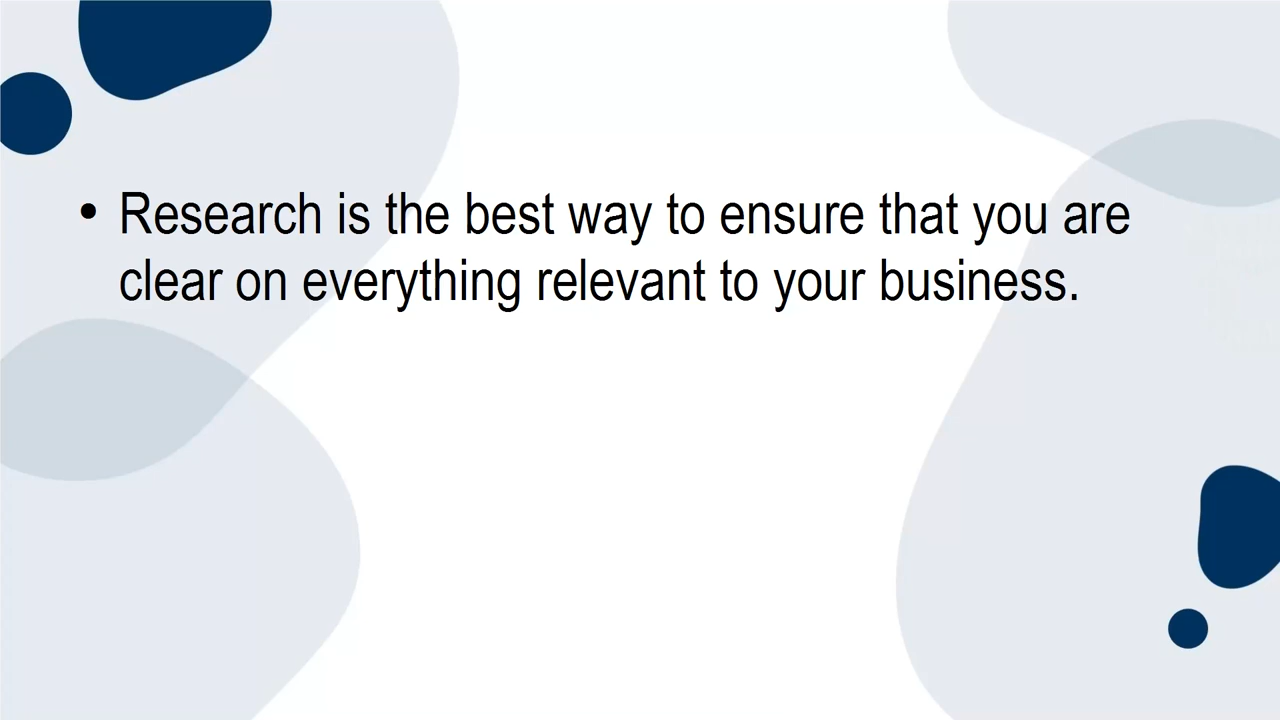 • Research is the best way to ensure that you are
clear on everything relevant to your business.